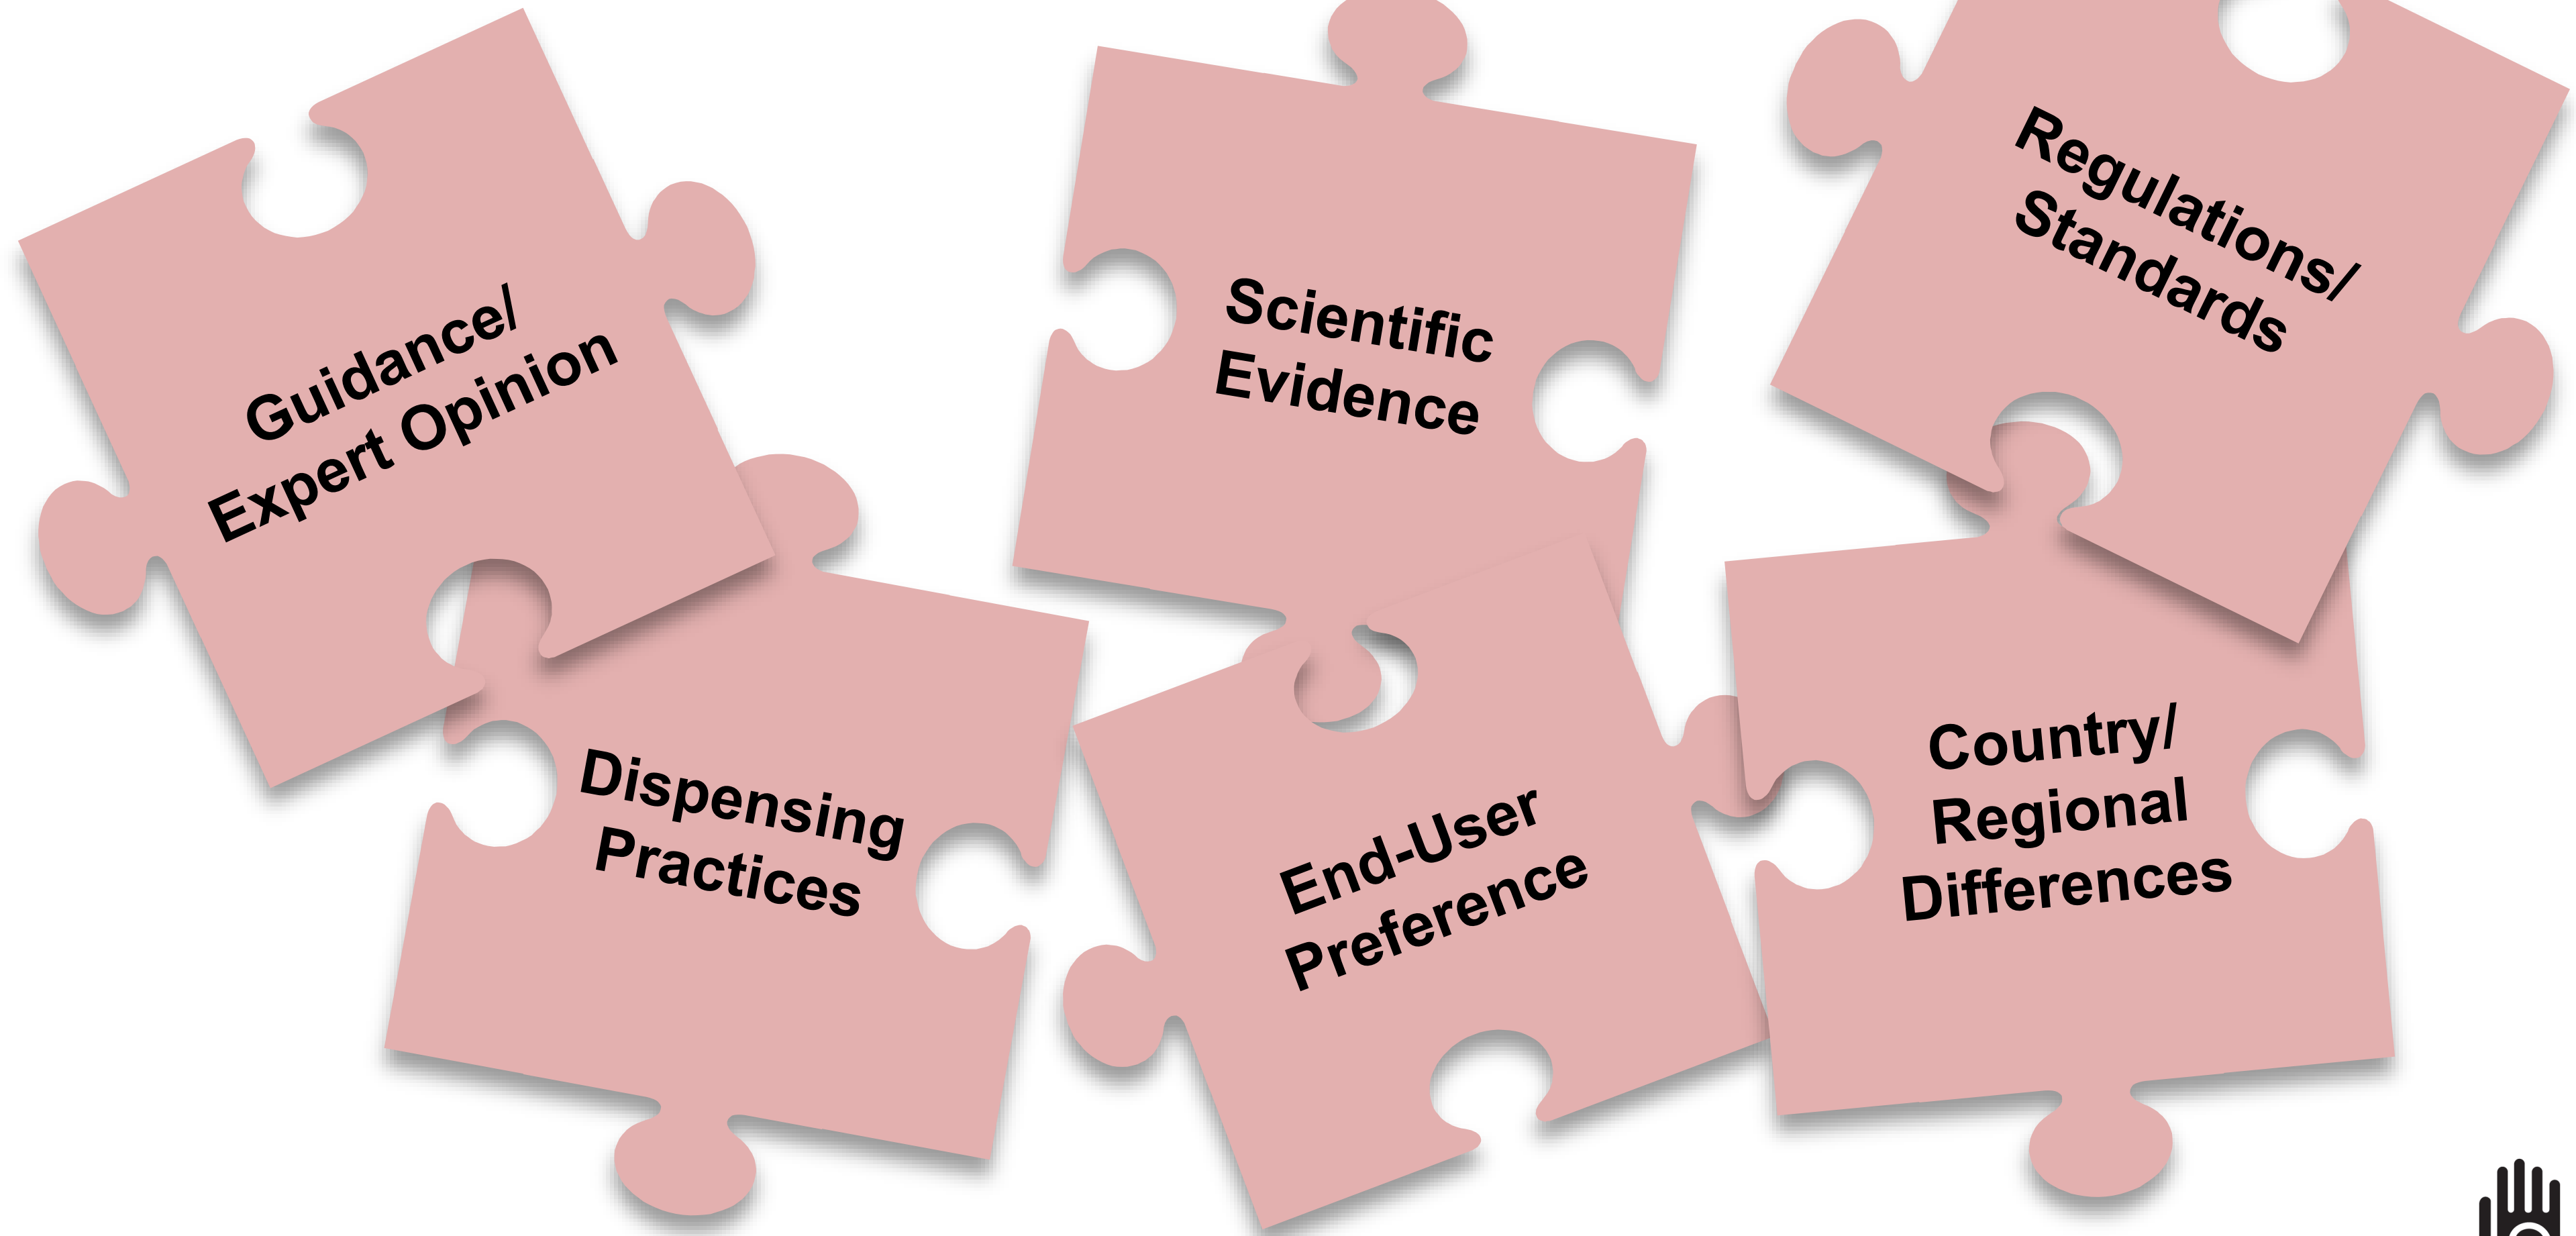 Guidance/
Expert Opinion
Scientific
Evidence
Regulations/
Standards
Dispensing
Practices
End-User
Preference
Country/
Regional
Differences